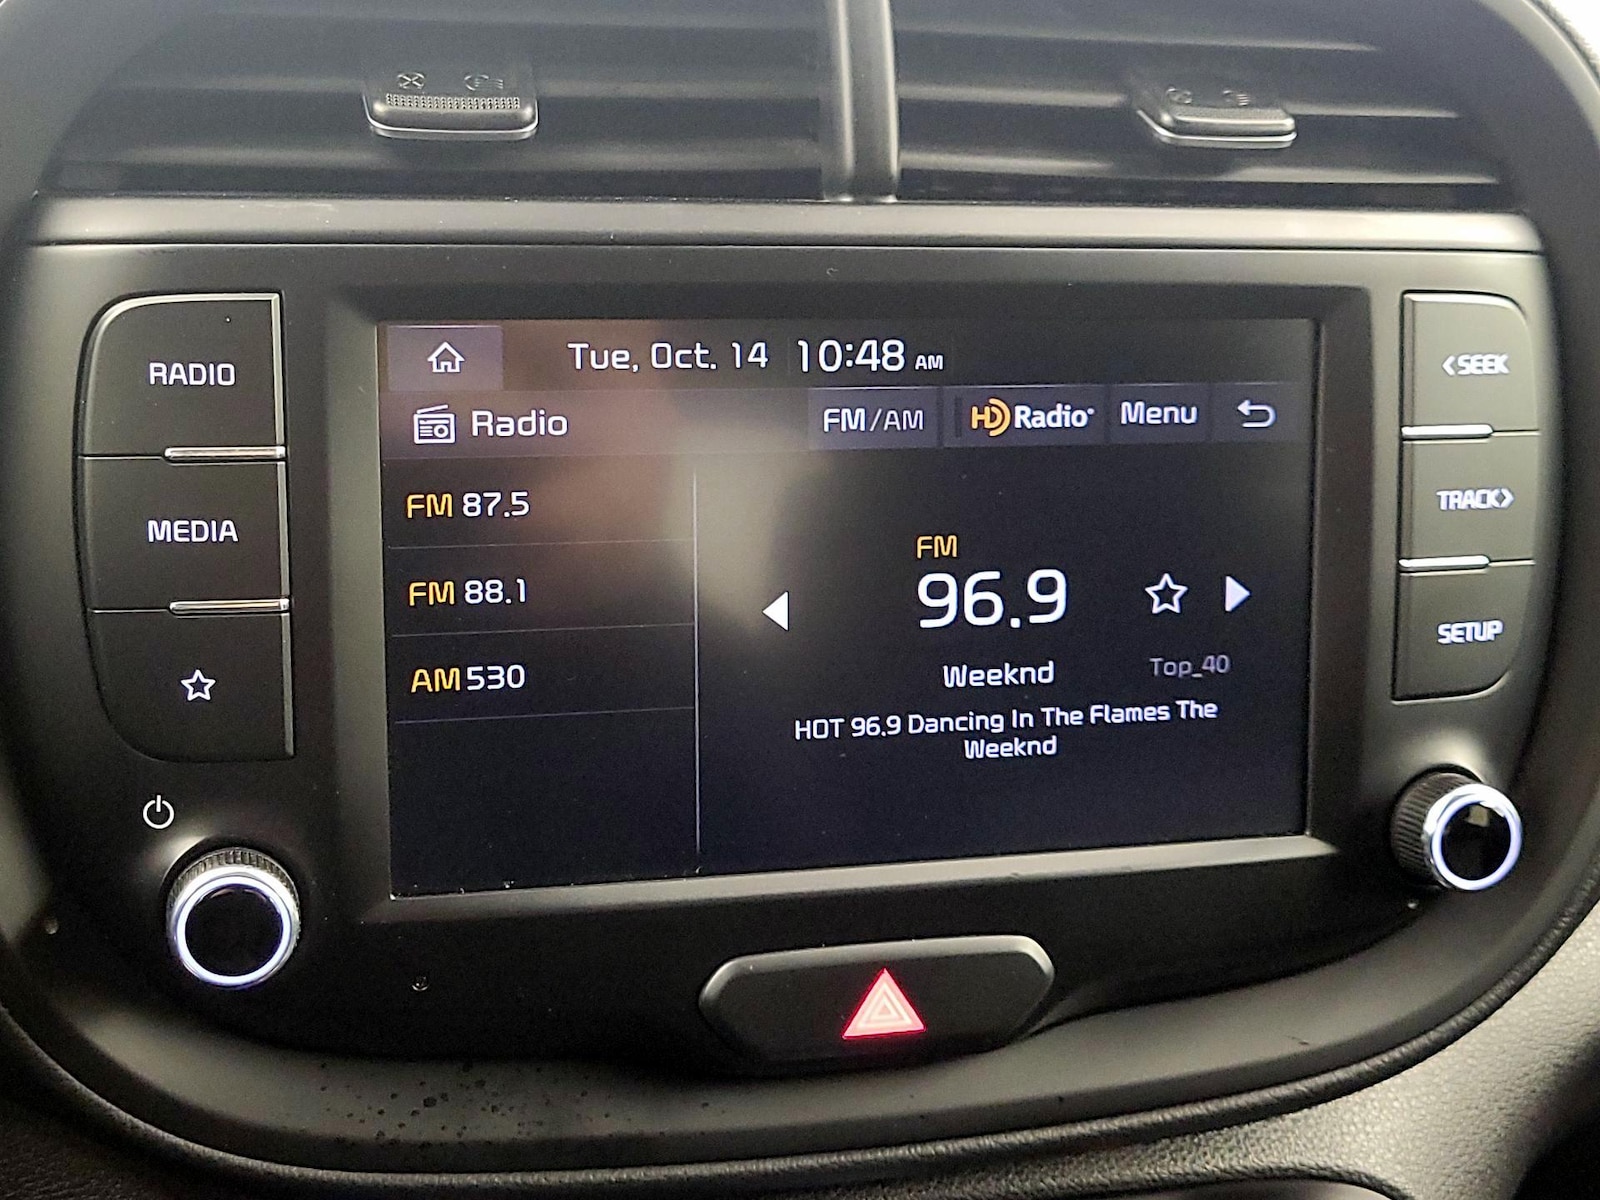 Tue, Oct. 14 10:48 AM
Radio FM/AM HD Radio Menu
RADIO
MEDIA
FM 87.5
FM 88.1
AM 530
FM
96.9
Weeknd Top_40
HOT 96.9 Dancing In The Flames The
Weeknd
<SEEK
TRACK>
SETUP